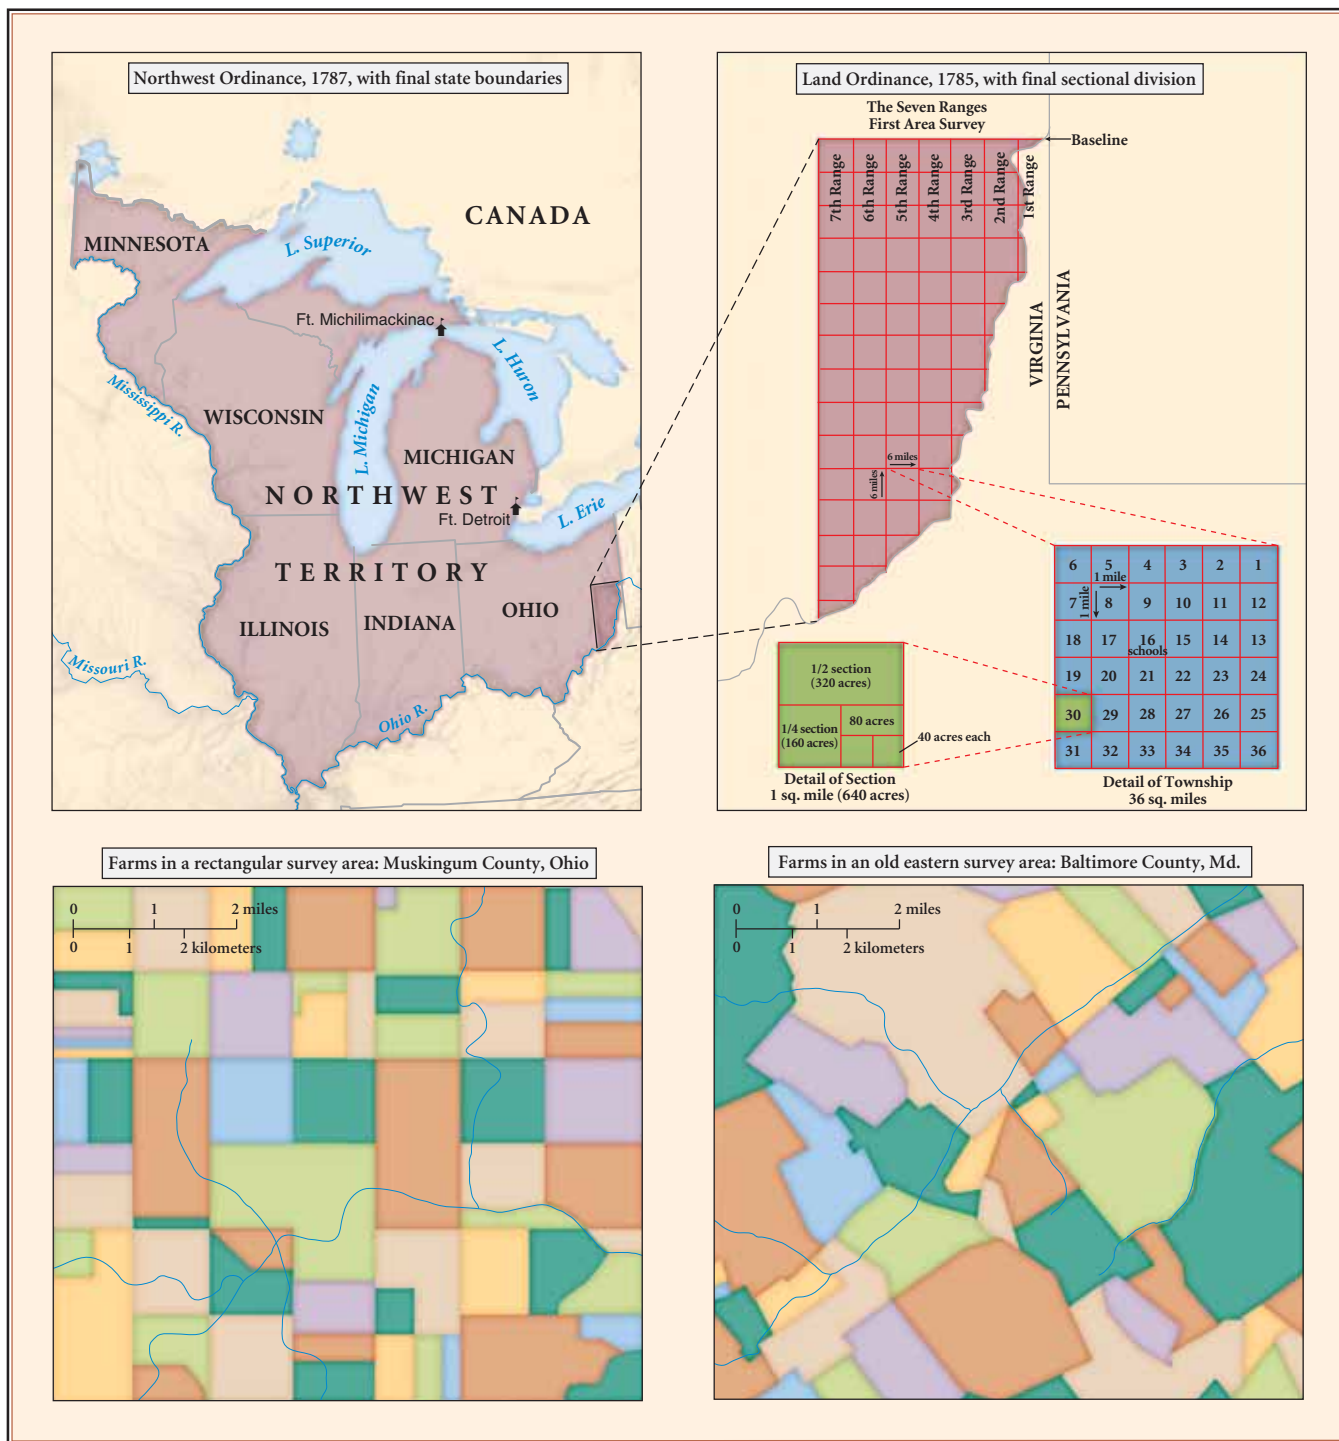 Northwest Ordinance, 1787, with final state boundaries
CANADA
MINNESOTA
L. Superior
Ft. Michilimackinac
L. Huron
Mississippi R.
WISCONSIN
L. Michigan
MICHIGAN
NORTHWEST
Ft. Detroit
L. Erie
TERRITORY
OHIO
ILLINOIS
INDIANA
Missouri R.
Ohio R.
Land Ordinance, 1785, with final sectional division
The Seven Ranges
First Area Survey
Baseline
7th Range
6th Range
5th Range
4th Range
3rd Range
2nd Range
1st Range
VIRGINIA
PENNSYLVANIA
6 miles
6 miles
6 5 4 3 2 1
1 mile
1 mile
7 8 9 10 11 12
18 17 16 15 14 13
schools
19 20 21 22 23 24
30 29 28 27 26 25
31 32 33 34 35 36
Detail of Township
36 sq. miles
1/2 section
(320 acres)
1/4 section
(160 acres)
80 acres
40 acres each
Detail of Section
1 sq. mile (640 acres)
Farms in a rectangular survey area: Muskingum County, Ohio
0 1 2 miles
0 1 2 kilometers
Farms in an old eastern survey area: Baltimore County, Md.
0 1 2 miles
0 1 2 kilometers